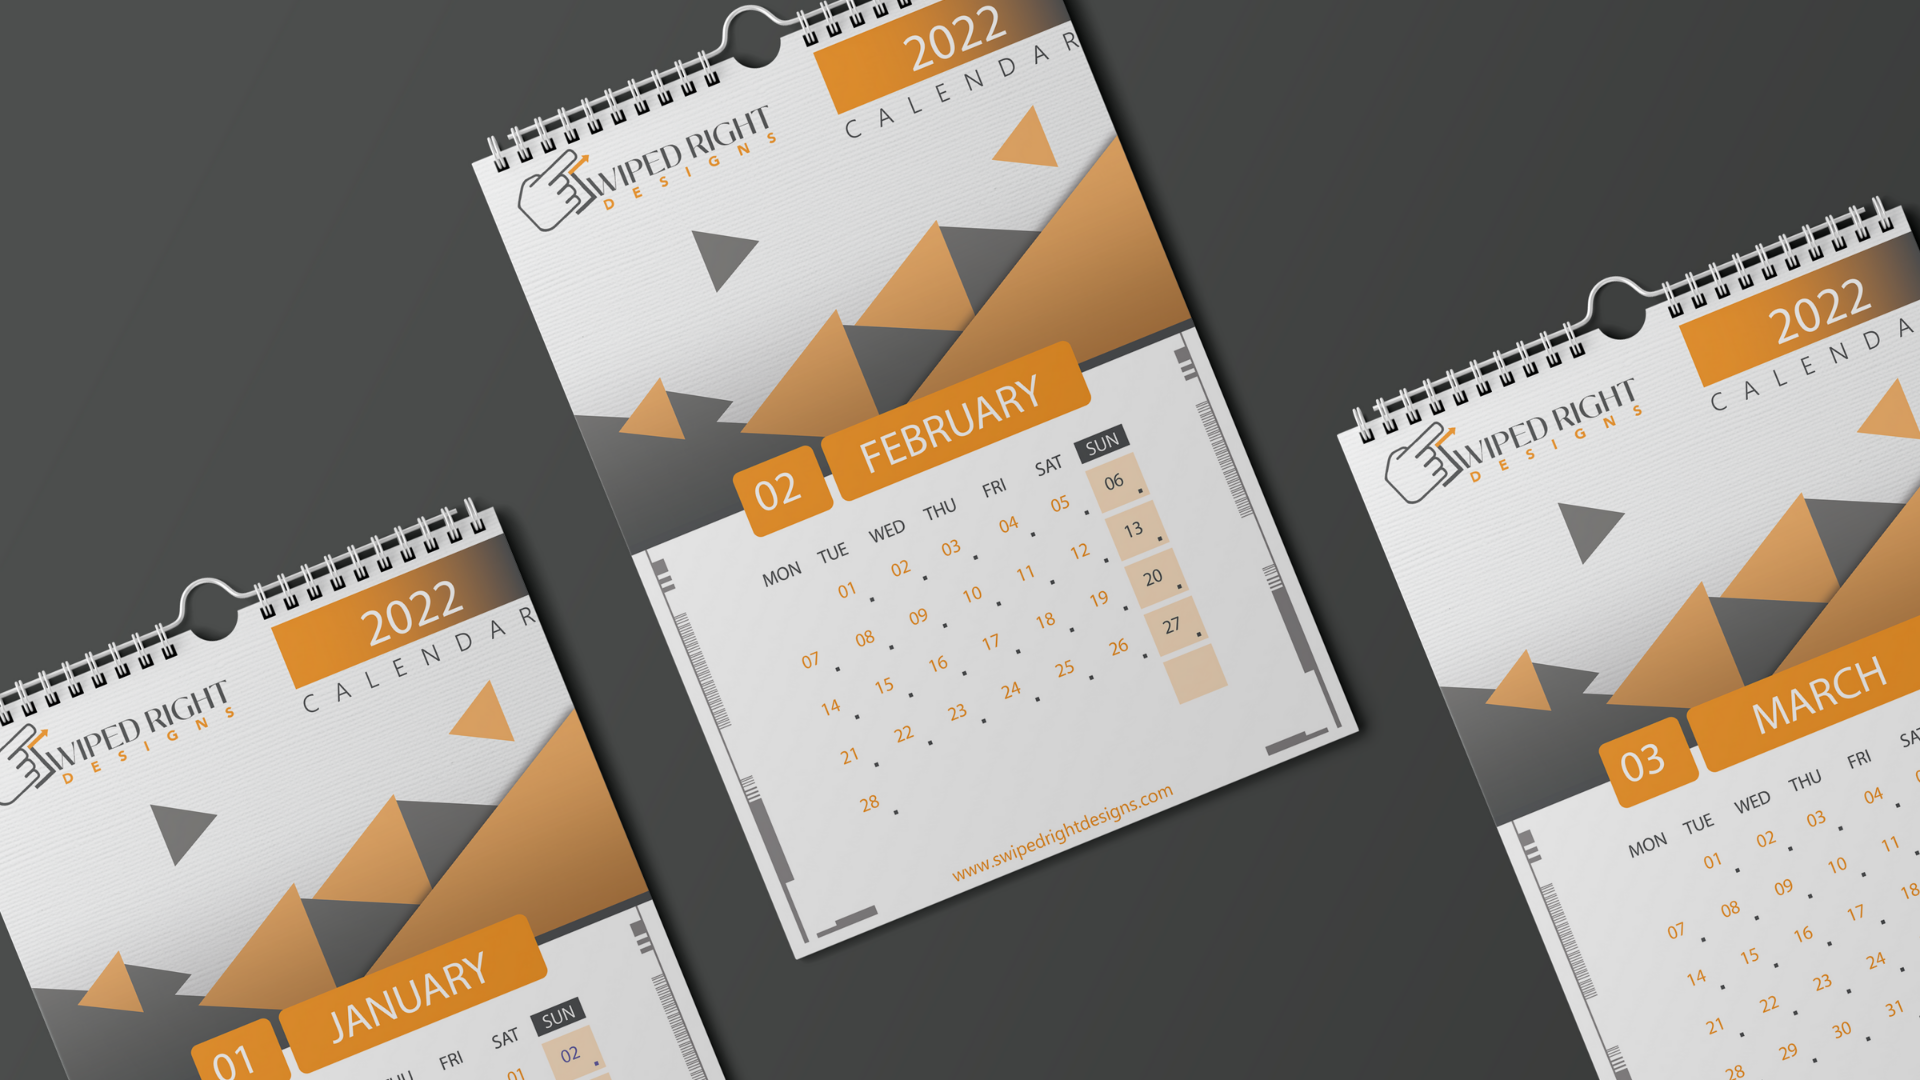 2022
CALENDAR
WIPED RIGHT
DESIGNS
01 JANUARY
FRI SAT SUN
01 02.
2022
CALENDAR
WIPED RIGHT
DESIGNS
02 FEBRUARY
MON TUE WED THU FRI SAT SUN
01. 02. 03. 04. 05. 06.
07. 08. 09. 10. 11. 12. 13.
14. 15. 16. 17. 18. 19. 20.
21. 22. 23. 24. 25. 26. 27.
28.
www.swipedrightdesigns.com
2022
CALENDA
WIPED RIGHT
DESIGNS
03 MARCH
MON TUE WED THU FRI
01. 02. 03. 04.
07. 08. 09. 10. 11.
14. 15. 16. 17. 18
21. 22. 23. 24.
28 29. 30. 31